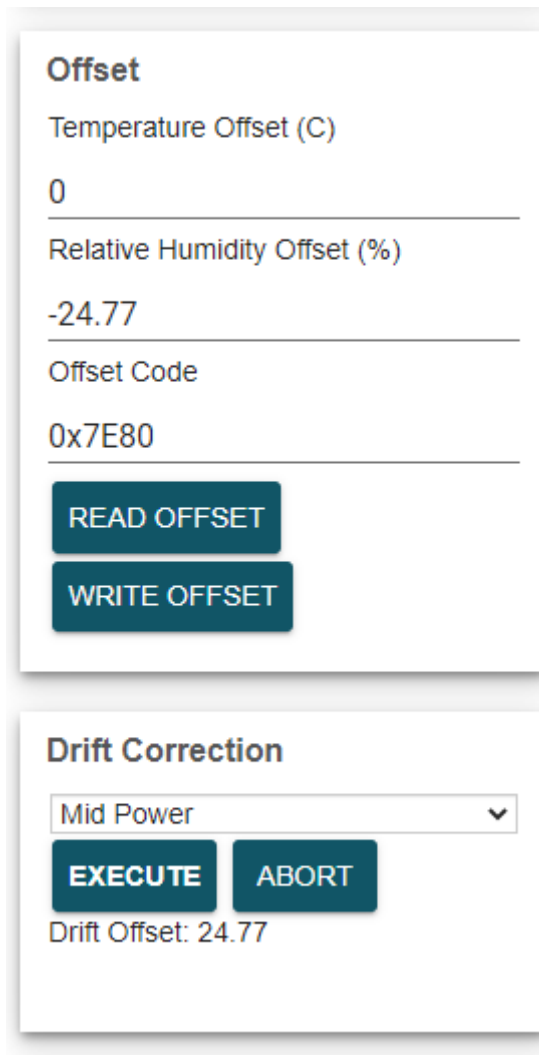 Offset
Temperature Offset (C)
0
Relative Humidity Offset (%)
-24.77
Offset Code
0x7E80
READ OFFSET
WRITE OFFSET
Drift Correction
Mid Power
EXECUTE ABORT
Drift Offset: 24.77